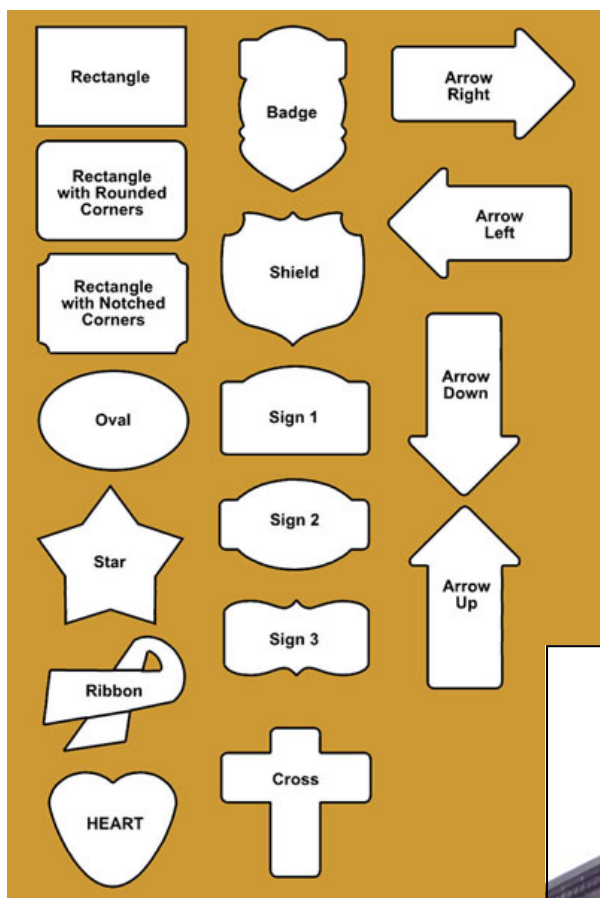 Rectangle
Rectangle
with Rounded
Corners
Rectangle
with Notched
Corners
Oval
Star
Ribbon
HEART
Badge
Shield
Sign 1
Sign 2
Sign 3
Cross
Arrow
Right
Arrow
Left
Arrow
Down
Arrow
Up